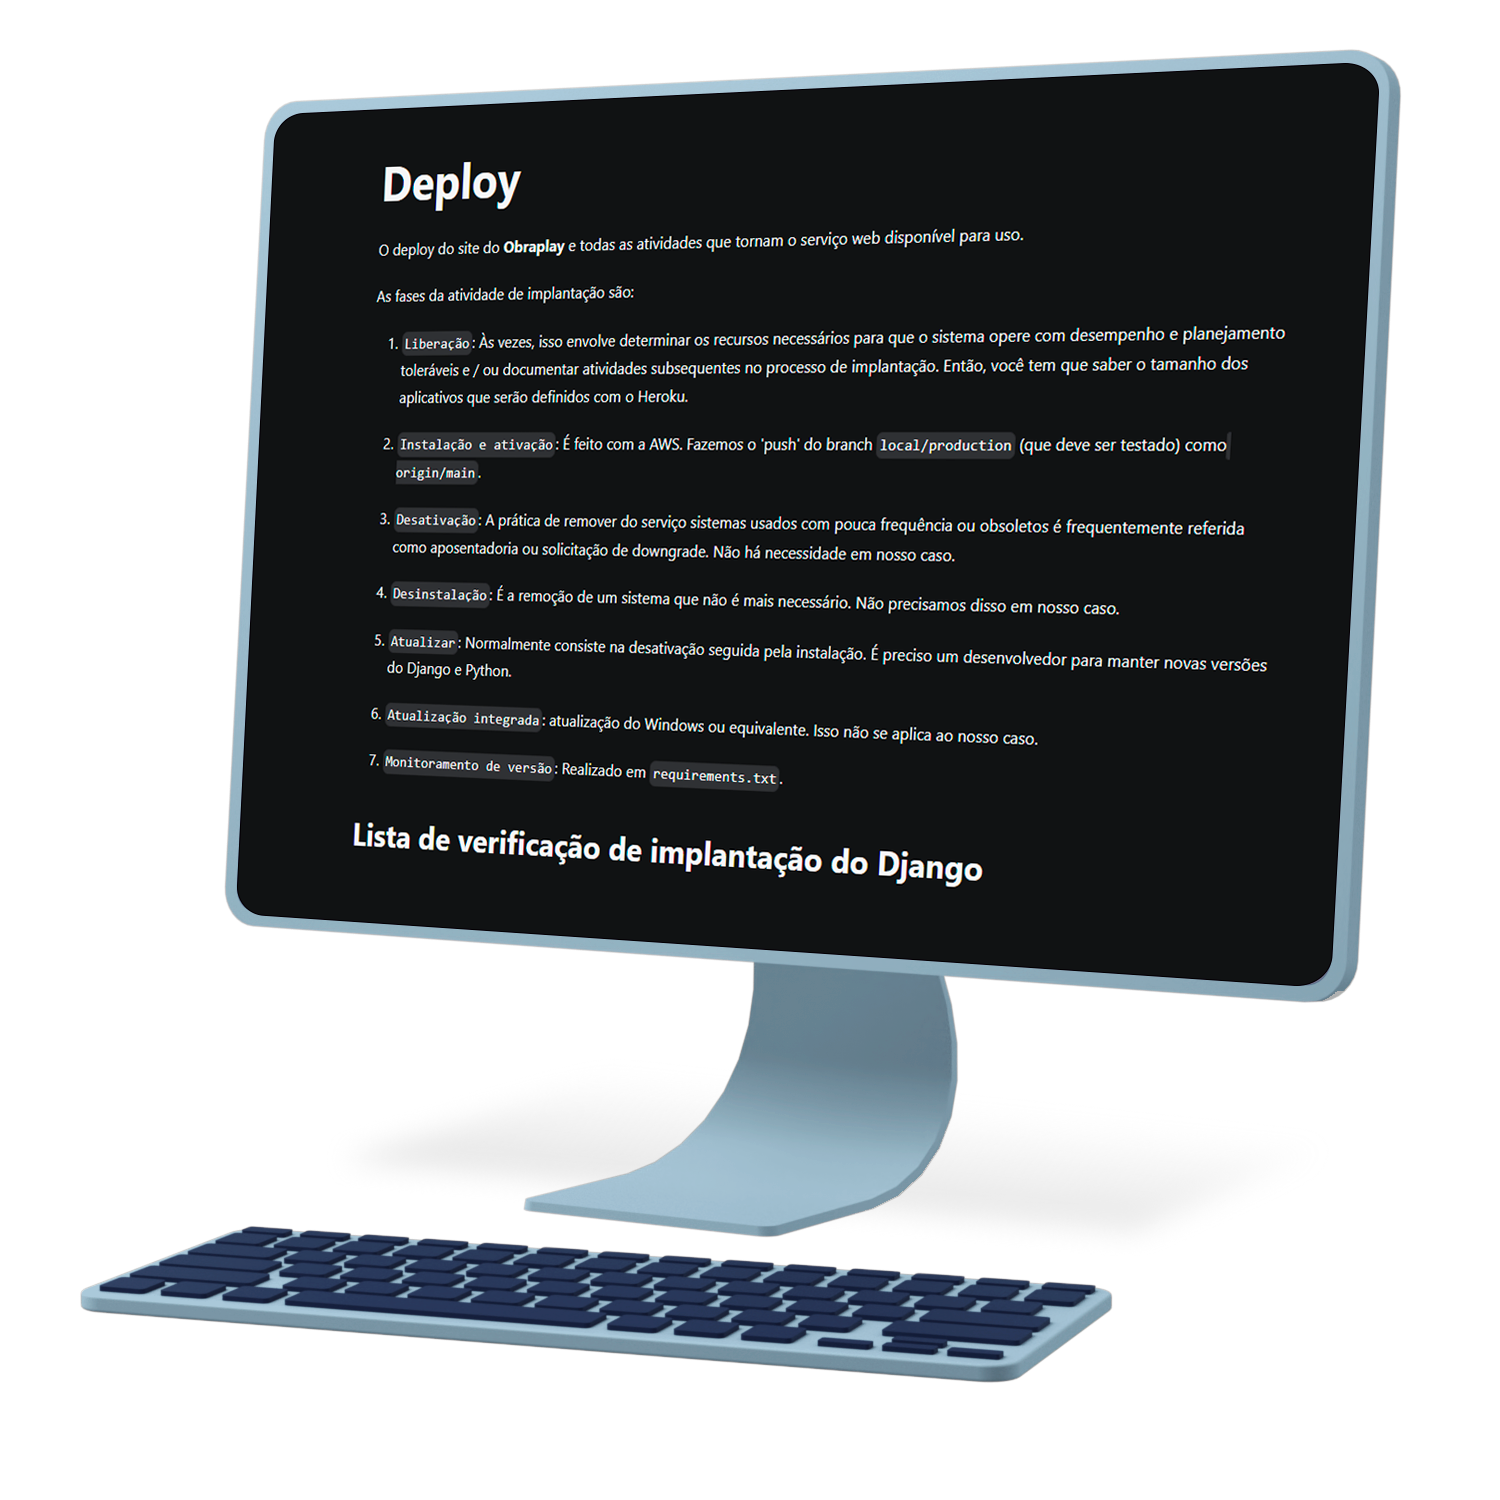 Deploy
O deploy do site do Obraplay e todas as atividades que tornam o serviço web disponível para uso.
As fases da atividade de implantação são:
1. Liberação: Às vezes, isso envolve determinar os recursos necessários para que o sistema opere com desempenho e planejamento
toleráveis e / ou documentar atividades subsequentes no processo de implantação. Então, você tem que saber o tamanho dos
aplicativos que serão definidos com o Heroku.
2. Instalação e ativação: É feito com a AWS. Fazemos o 'push' do branch local/production (que deve ser testado) como
origin/main.
3. Desativação: A prática de remover do serviço sistemas usados com pouca frequência ou obsoletos é frequentemente referida
como aposentadoria ou solicitação de downgrade. Não há necessidade em nosso caso.
4. Desinstalação: É a remoção de um sistema que não é mais necessário. Não precisamos disso em nosso caso.
5. Atualizar: Normalmente consiste na desativação seguida pela instalação. É preciso um desenvolvedor para manter novas versões
do Django e Python.
6. Atualização integrada: atualização do Windows ou equivalente. Isso não se aplica ao nosso caso.
7. Monitoramento de versão: Realizado em requirements.txt.
Lista de verificação de implantação do Django